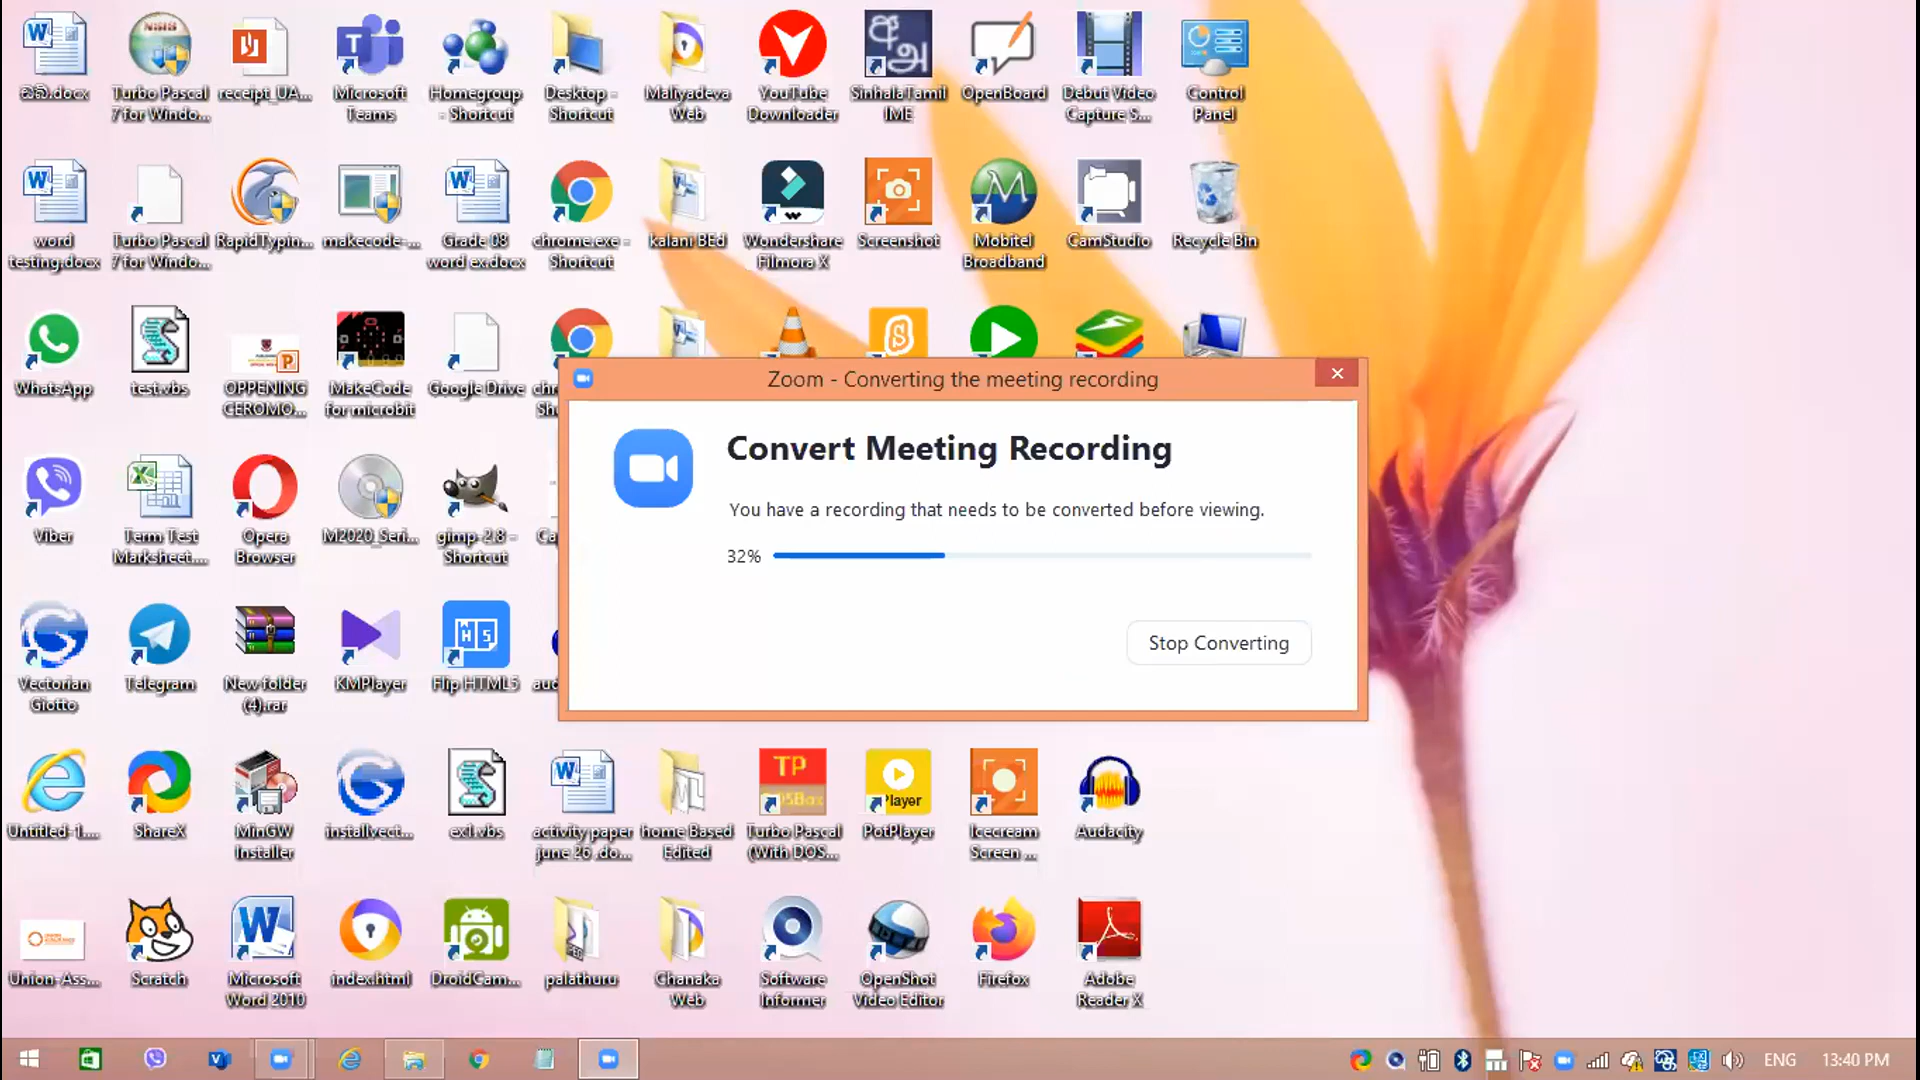 ඔබ.docx
Turbo Pascal
7 for Windo...
receipt_UA...
Microsoft
Teams
Homegroup
- Shortcut
Desktop -
Shortcut
Maliyadeva
Web
YouTube
Downloader
SinhalaTamil
IME
OpenBoard
Debut Video
Capture S...
Control
Panel
word
testing.docx
Turbo Pascal
7 for Windo...
RapidTypin...
makecode-...
Grade 08
word ex.docx
chrome.exe -
Shortcut
kalani BEd
Wondershare
Filmora X
Screenshot
Mobitel
Broadband
CamStudio
Recycle Bin
WhatsApp
test.vbs
OPPENING
CEROMO...
MakeCode
for microbit
Google Drive
Zoom - Converting the meeting recording
Convert Meeting Recording
You have a recording that needs to be converted before viewing.
32%
Stop Converting
Viber
Term Test
Marksheet....
Opera
Browser
M2020_Seri...
gimp-2.8 -
Shortcut
Vectorian
Giotto
Telegram
New folder
(4).rar
KMPlayer
Flip HTML5
Untitled-1....
ShareX
MinGW
Installer
installvect...
ex1.vbs
activity paper
june 26 .do...
home Based
Edited
TP
Turbo Pascal
(With DOS...
Player
PotPlayer
Icecream
Screen ...
Audacity
Union-Ass...
Scratch
Microsoft
Word 2010
index.html
DroidCam...
palathuru
Chanaka
Web
Software
Informer
OpenShot
Video Editor
Firefox
Adobe
Reader X
ENG
13:40 PM